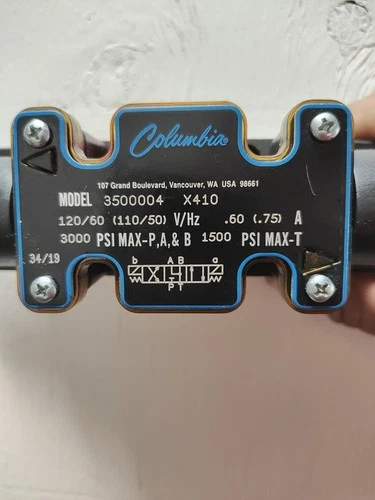 Columbia
107 Grand Boulevard, Vancouver, WA USA 98661
MODEL 3500004 X410
120/60 (110/50) V/Hz .60 (.75) A
3000 PSI MAX-P,A,& B 1500 PSI MAX-T
34/19
b A B a
P T